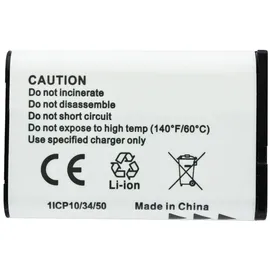 CAUTION
Do not incinerate
Do not disassemble
Do not short circuit
Do not expose to high temp (140°F/60°C)
Use specified charger only
CE
Li-ion
1ICP10/34/50
Made in China